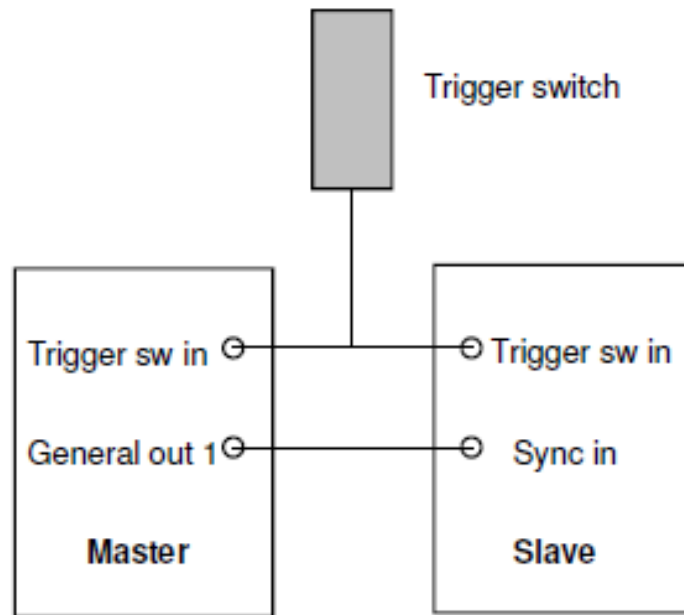 Trigger switch
Trigger sw in
Trigger sw in
General out 1
Sync in
Master
Slave